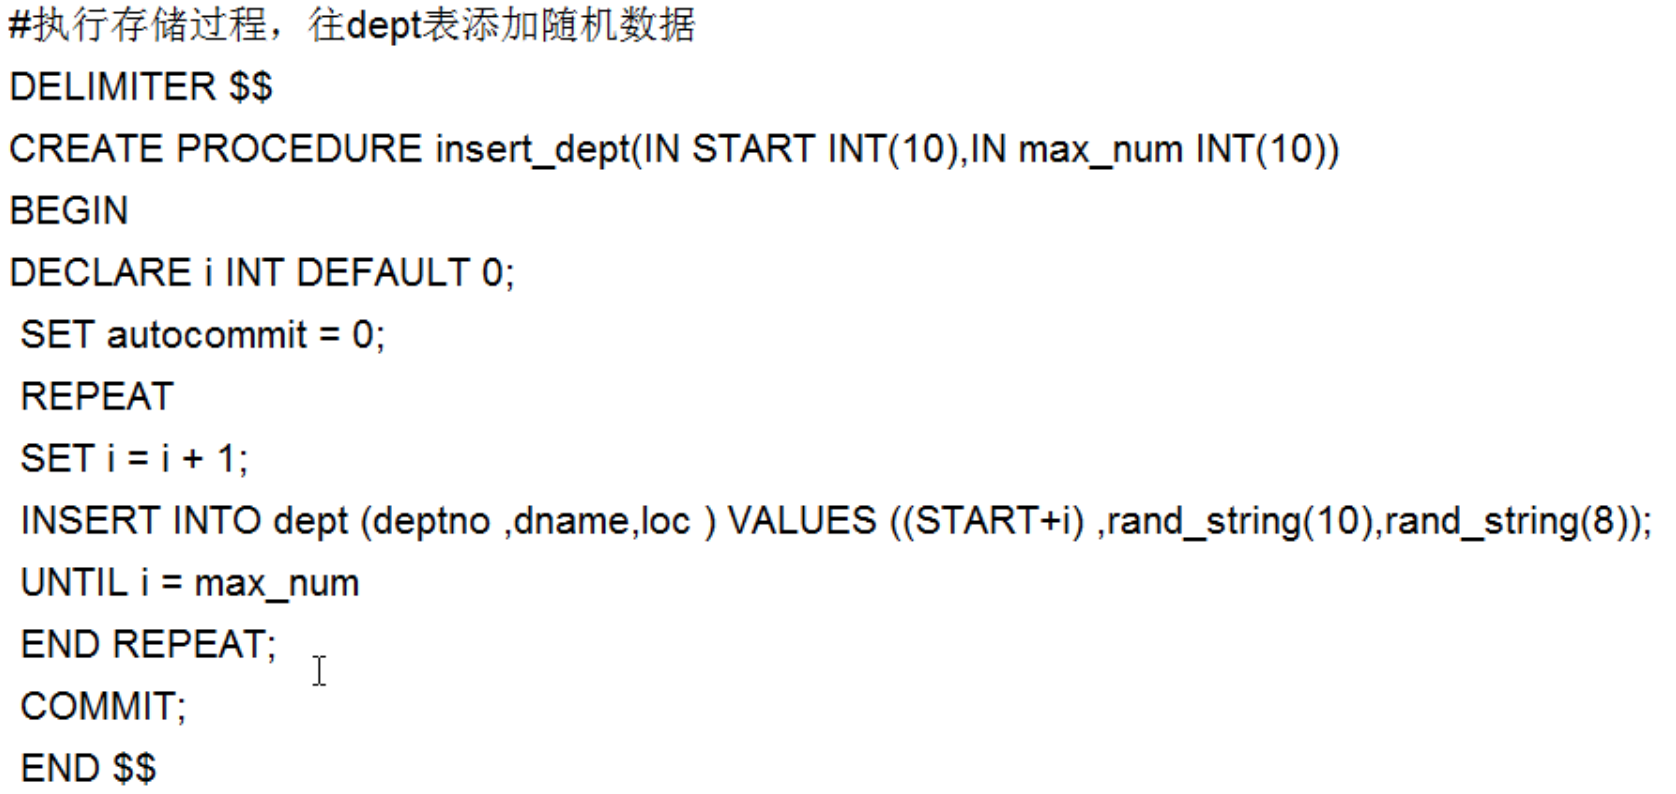 #执行存储过程，往dept表添加随机数据
DELIMITER $$
CREATE PROCEDURE insert_dept(IN START INT(10),IN max_num INT(10))
BEGIN
DECLARE i INT DEFAULT 0;
SET autocommit = 0;
REPEAT
SET i = i + 1;
INSERT INTO dept (deptno ,dname,loc ) VALUES ((START+i) ,rand_string(10),rand_string(8));
UNTIL i = max_num
END REPEAT;
COMMIT;
END $$